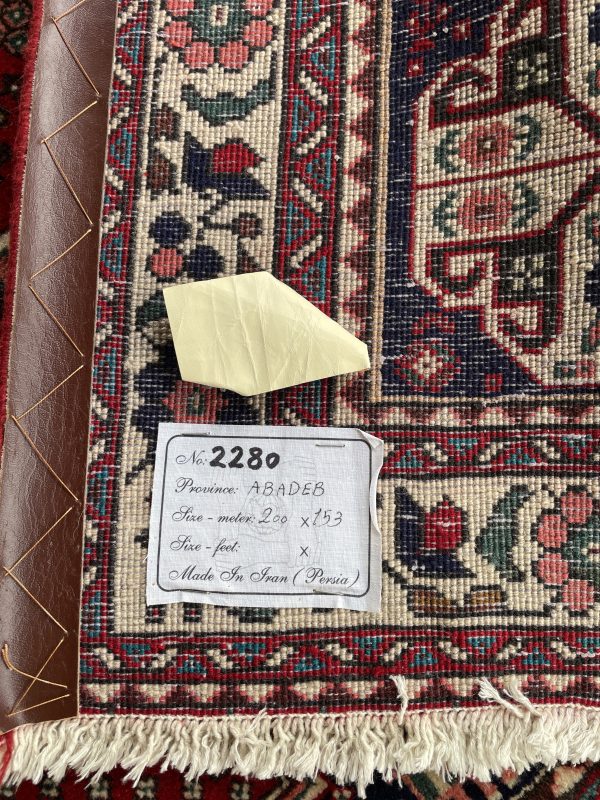 No: 2280
Province: ABADEB
Size - meter: 200 x 153
Size - feet: x
Made In Iran ( Persia )